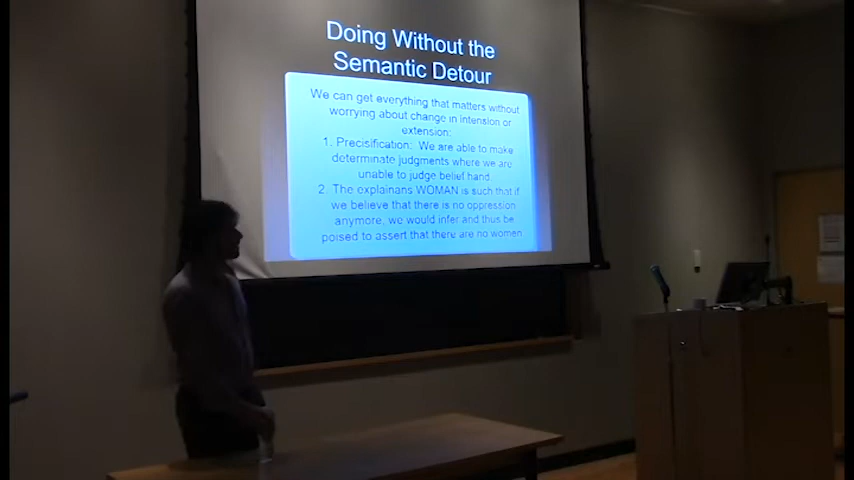 Doing Without the
Semantic Detour
We can get everything that matters without
worrying about change in intension or
extension:
1. Precisification: We are able to make
determinate judgments where we are
unable to judge belief hand.
2. The explainans WOMAN is such that if
we believe that there is no oppression
anymore, we would infer and thus be
poised to assert that there are no women